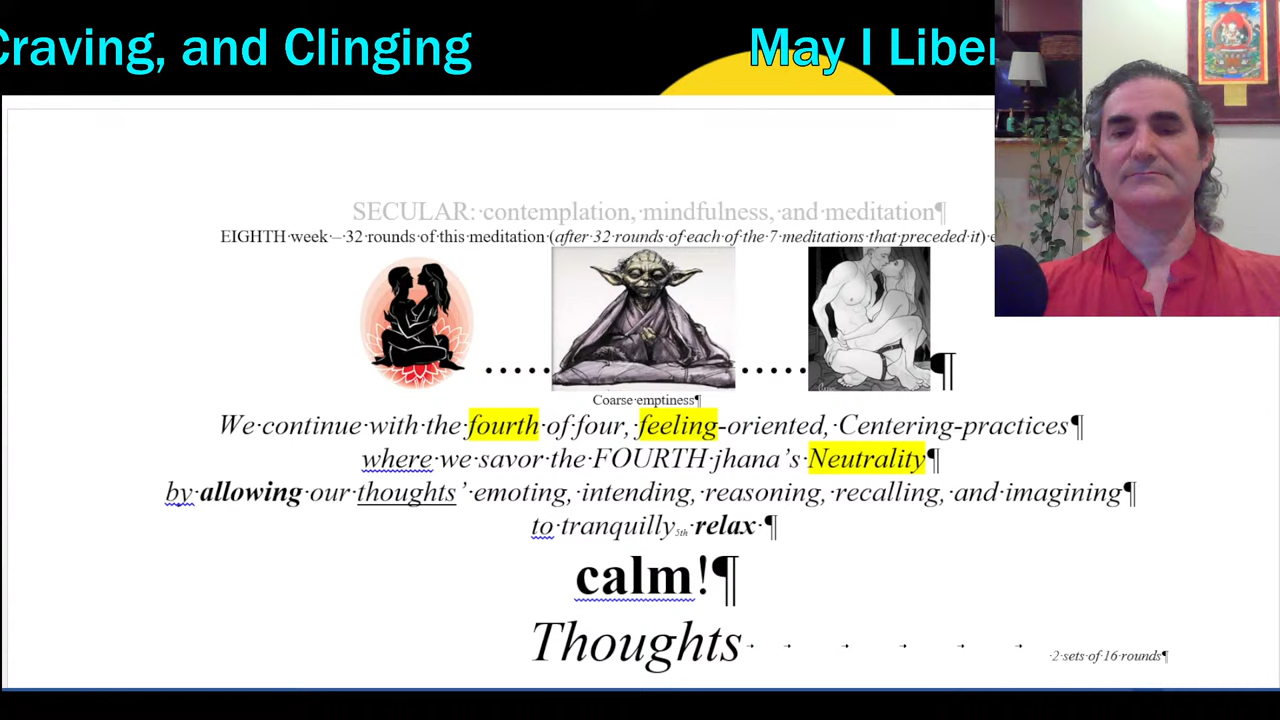 Craving, and Clinging May I Liber
SECULAR: contemplation, mindfulness, and meditation¶
EIGHTH week – 32 rounds of this meditation (after 32 rounds of each of the 7 meditations that preceded it) e
¶
Coarse emptiness¶
We continue with the fourth of four, feeling-oriented, Centering-practices¶
where we savor the FOURTH jhana's Neutrality¶
by allowing our thoughts' emoting, intending, reasoning, recalling, and imagining¶
to tranquilly 5th relax ¶
calm!¶
Thoughts → → → → → → 2 sets of 16 rounds¶